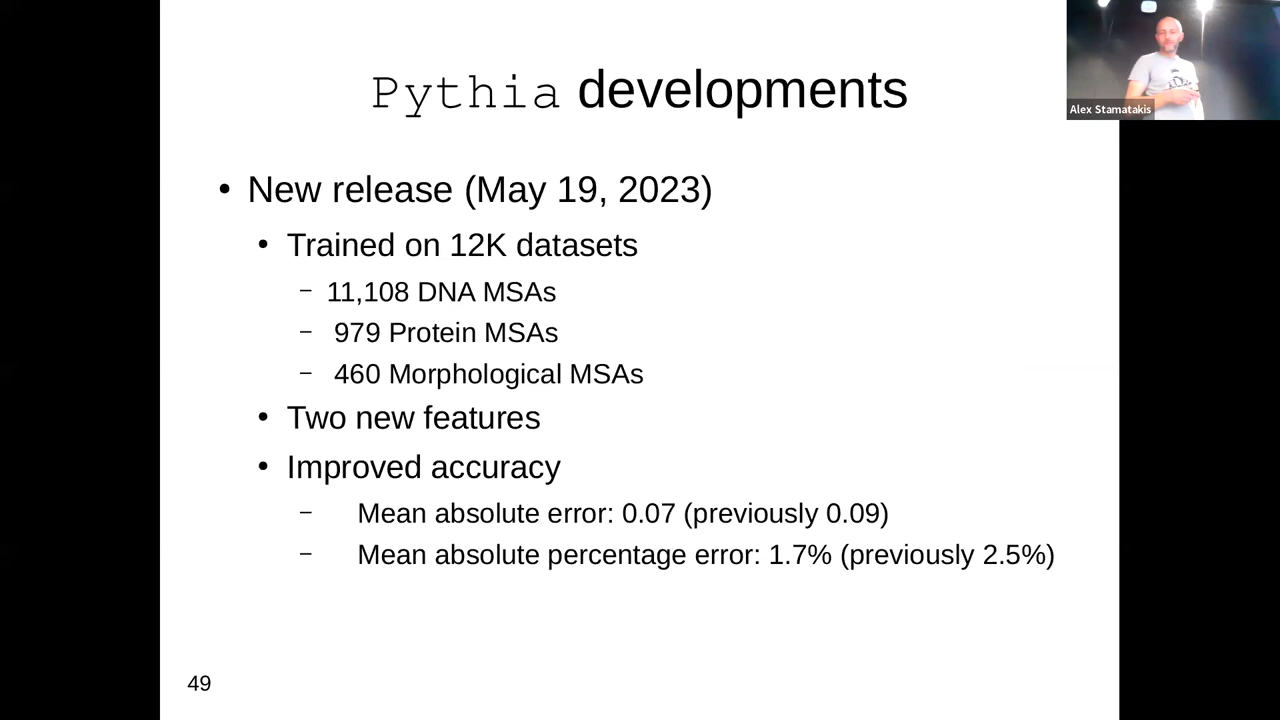 Pythia developments
Alex Stamatakis
• New release (May 19, 2023)
• Trained on 12K datasets
– 11,108 DNA MSAs
– 979 Protein MSAs
– 460 Morphological MSAs
• Two new features
• Improved accuracy
– Mean absolute error: 0.07 (previously 0.09)
– Mean absolute percentage error: 1.7% (previously 2.5%)
49